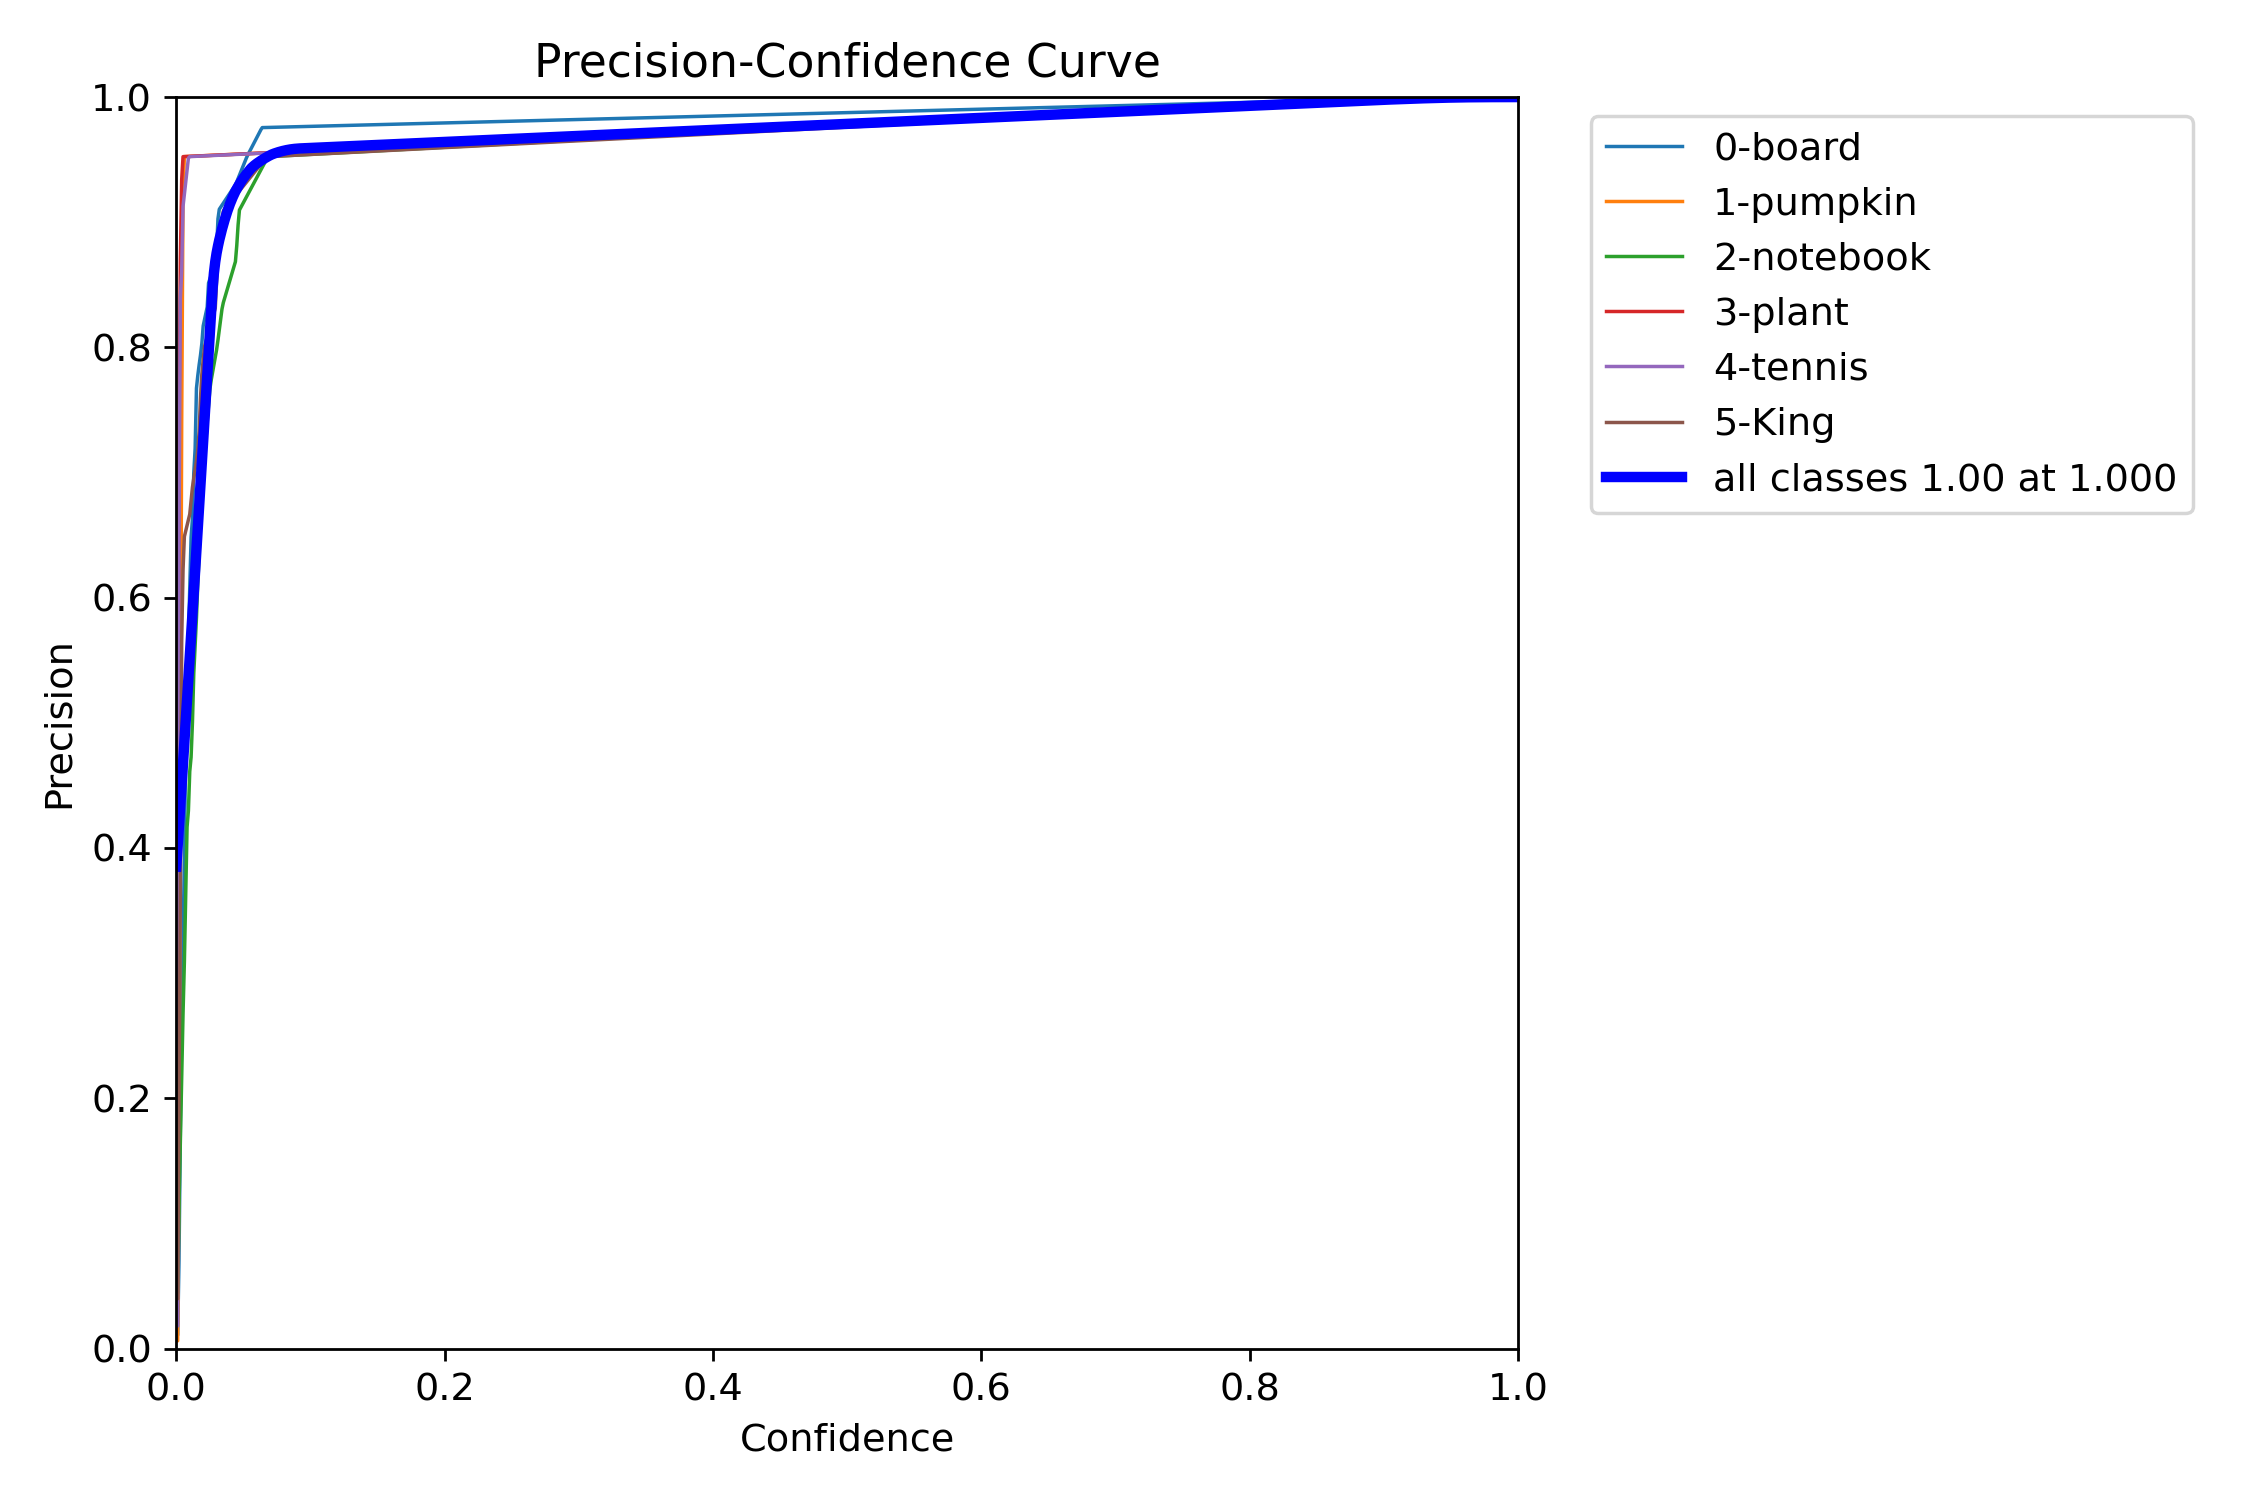 Precision-Confidence Curve
1.0
0.8
0.6
0.4
0.2
0.0
Precision
0.0 0.2 0.4 0.6 0.8 1.0
Confidence
0-board
1-pumpkin
2-notebook
3-plant
4-tennis
5-King
all classes 1.00 at 1.000